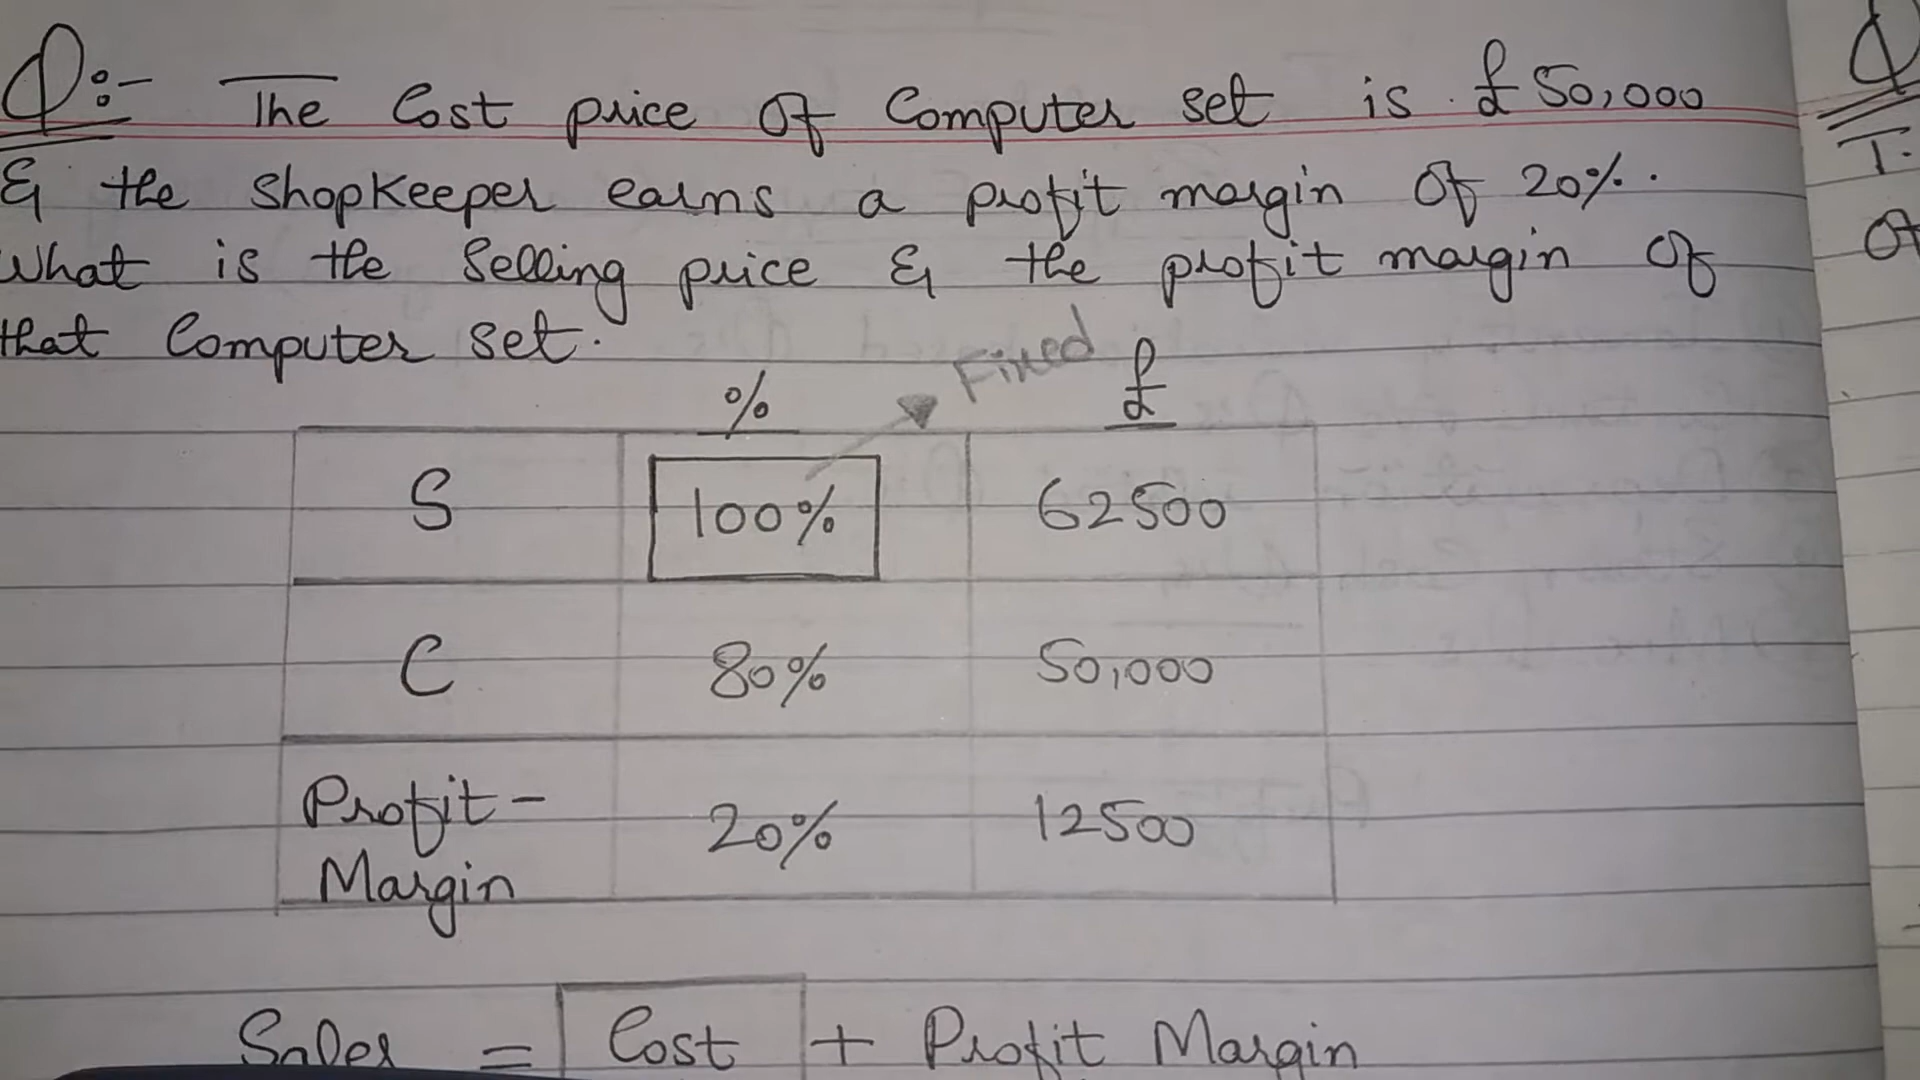 Q:- The Cost price of Computer set is £50,000
& the shopkeeper earns a profit margin of 20%.
What is the selling price & the profit margin of
that Computer set.
Fixed
% £
S 100% 62500
C 80% 50,000
Profit-
Margin 20% 12500
Sales = Cost + Profit Margin
Q
T.
Of